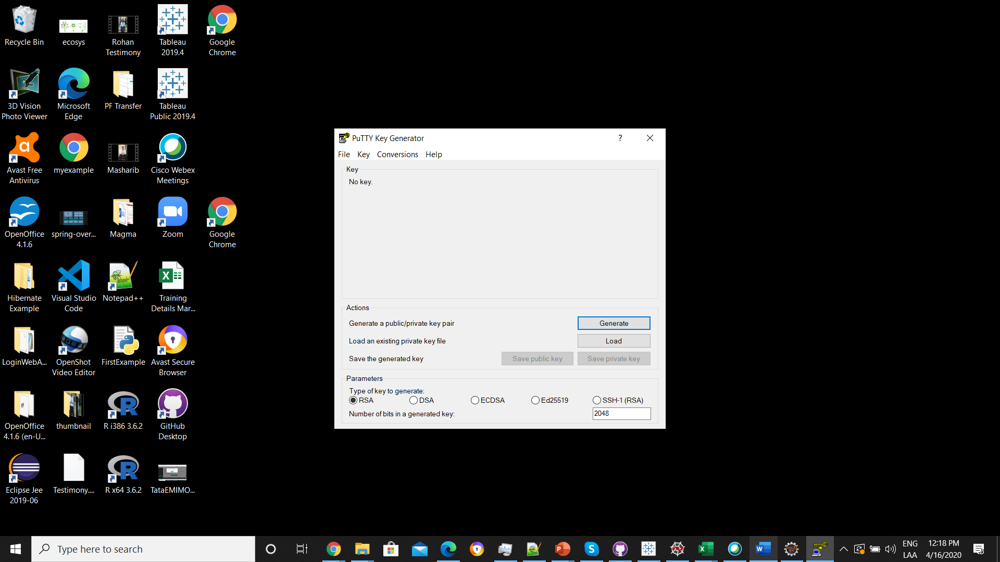 Recycle Bin
ecosys
Rohan
Testimony
Tableau
2019.4
Google
Chrome
3D Vision
Photo Viewer
Microsoft
Edge
PF Transfer
Tableau
Public 2019.4
Avast Free
Antivirus
myexample
Masharib
Cisco Webex
Meetings
OpenOffice
4.1.6
spring-over...
Magma
Zoom
Google
Chrome
Hibernate
Example
Visual Studio
Code
Notepad++
Training
Details Mar...
LoginWebA...
OpenShot
Video Editor
FirstExample
Avast Secure
Browser
OpenOffice
4.1.6 (en-U...
thumbnail
R i386 3.6.2
GitHub
Desktop
Eclipse Jee
2019-06
Testimony....
R x64 3.6.2
TataEMIMO...
PuTTY Key Generator
?
File Key Conversions Help
Key
No key.
Actions
Generate a public/private key pair
Generate
Load an existing private key file
Load
Save the generated key
Save public key
Save private key
Parameters
Type of key to generate:
RSA DSA ECDSA Ed25519 SSH-1 (RSA)
Number of bits in a generated key:
2048
Type here to search
ENG
LAA
12:18 PM
4/16/2020